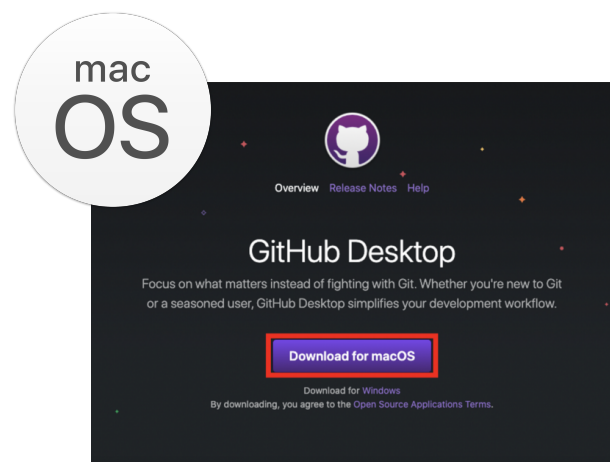 mac
OS
Overview Release Notes Help
GitHub Desktop
Focus on what matters instead of fighting with Git. Whether you're new to Git
or a seasoned user, GitHub Desktop simplifies your development workflow.
Download for macOS
Download for Windows
By downloading, you agree to the Open Source Applications Terms.